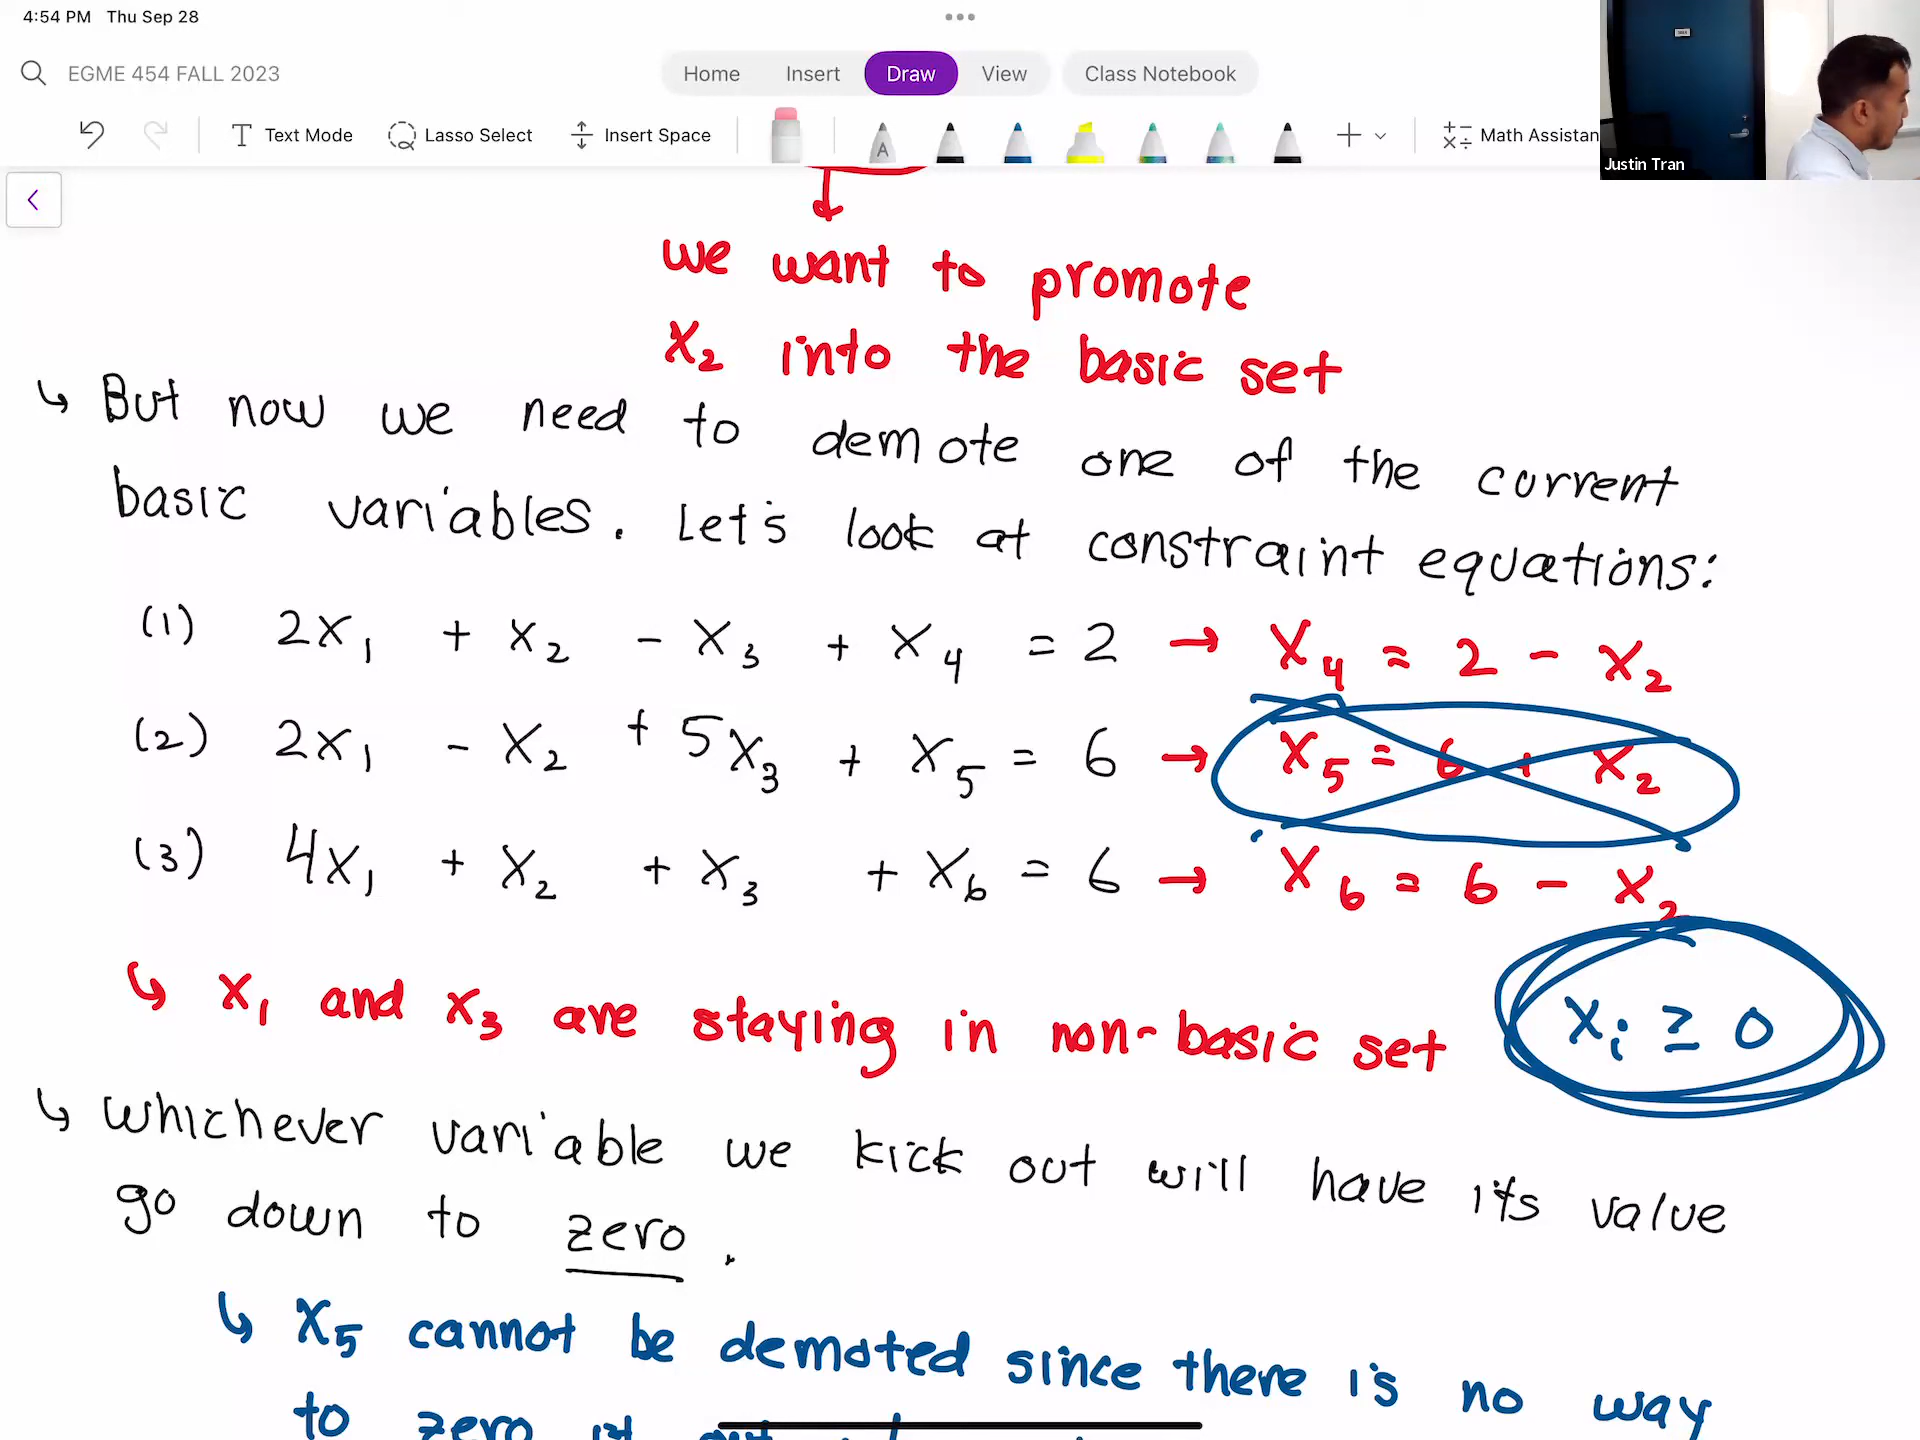 4:54 PM Thu Sep 28
EGME 454 FALL 2023
Home Insert Draw View Class Notebook
Text Mode Lasso Select Insert Space A Math Assistan
Justin Tran
we want to promote
x₂ into the basic set
↳ But now we need to demote one of the current
basic variables. Let's look at constraint equations:
(1) 2x₁ + x₂ - x₃ + x₄ = 2 → x₄ = 2 - x₂
(2) 2x₁ - x₂ + 5x₃ + x₅ = 6 → x₅ = 6 + x₂
(3) 4x₁ + x₂ + x₃ + x₆ = 6 → x₆ = 6 - x₂
↳ x₁ and x₃ are staying in non-basic set
xᵢ ≥ 0
↳ whichever variable we kick out will have its value
go down to zero.
↳ x₅ cannot be demoted since there is no way
to zero it out